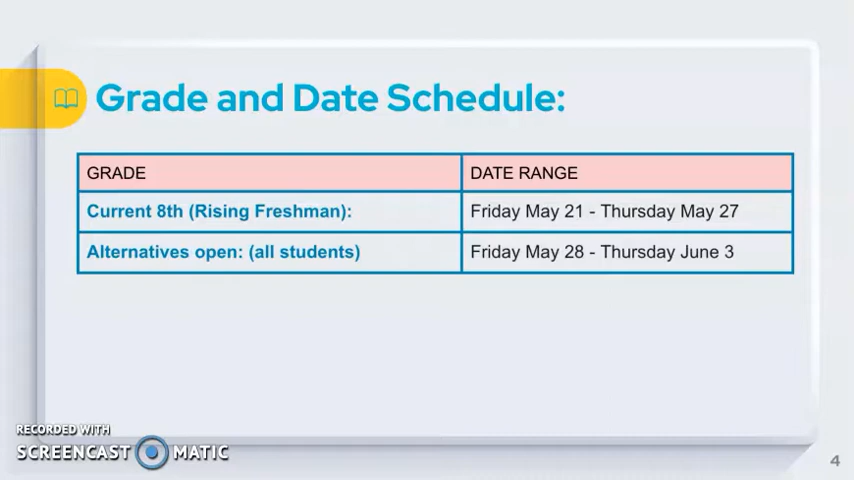 Grade and Date Schedule:
GRADE DATE RANGE
Current 8th (Rising Freshman): Friday May 21 - Thursday May 27
Alternatives open: (all students) Friday May 28 - Thursday June 3
RECORDED WITH
SCREENCAST MATIC
4